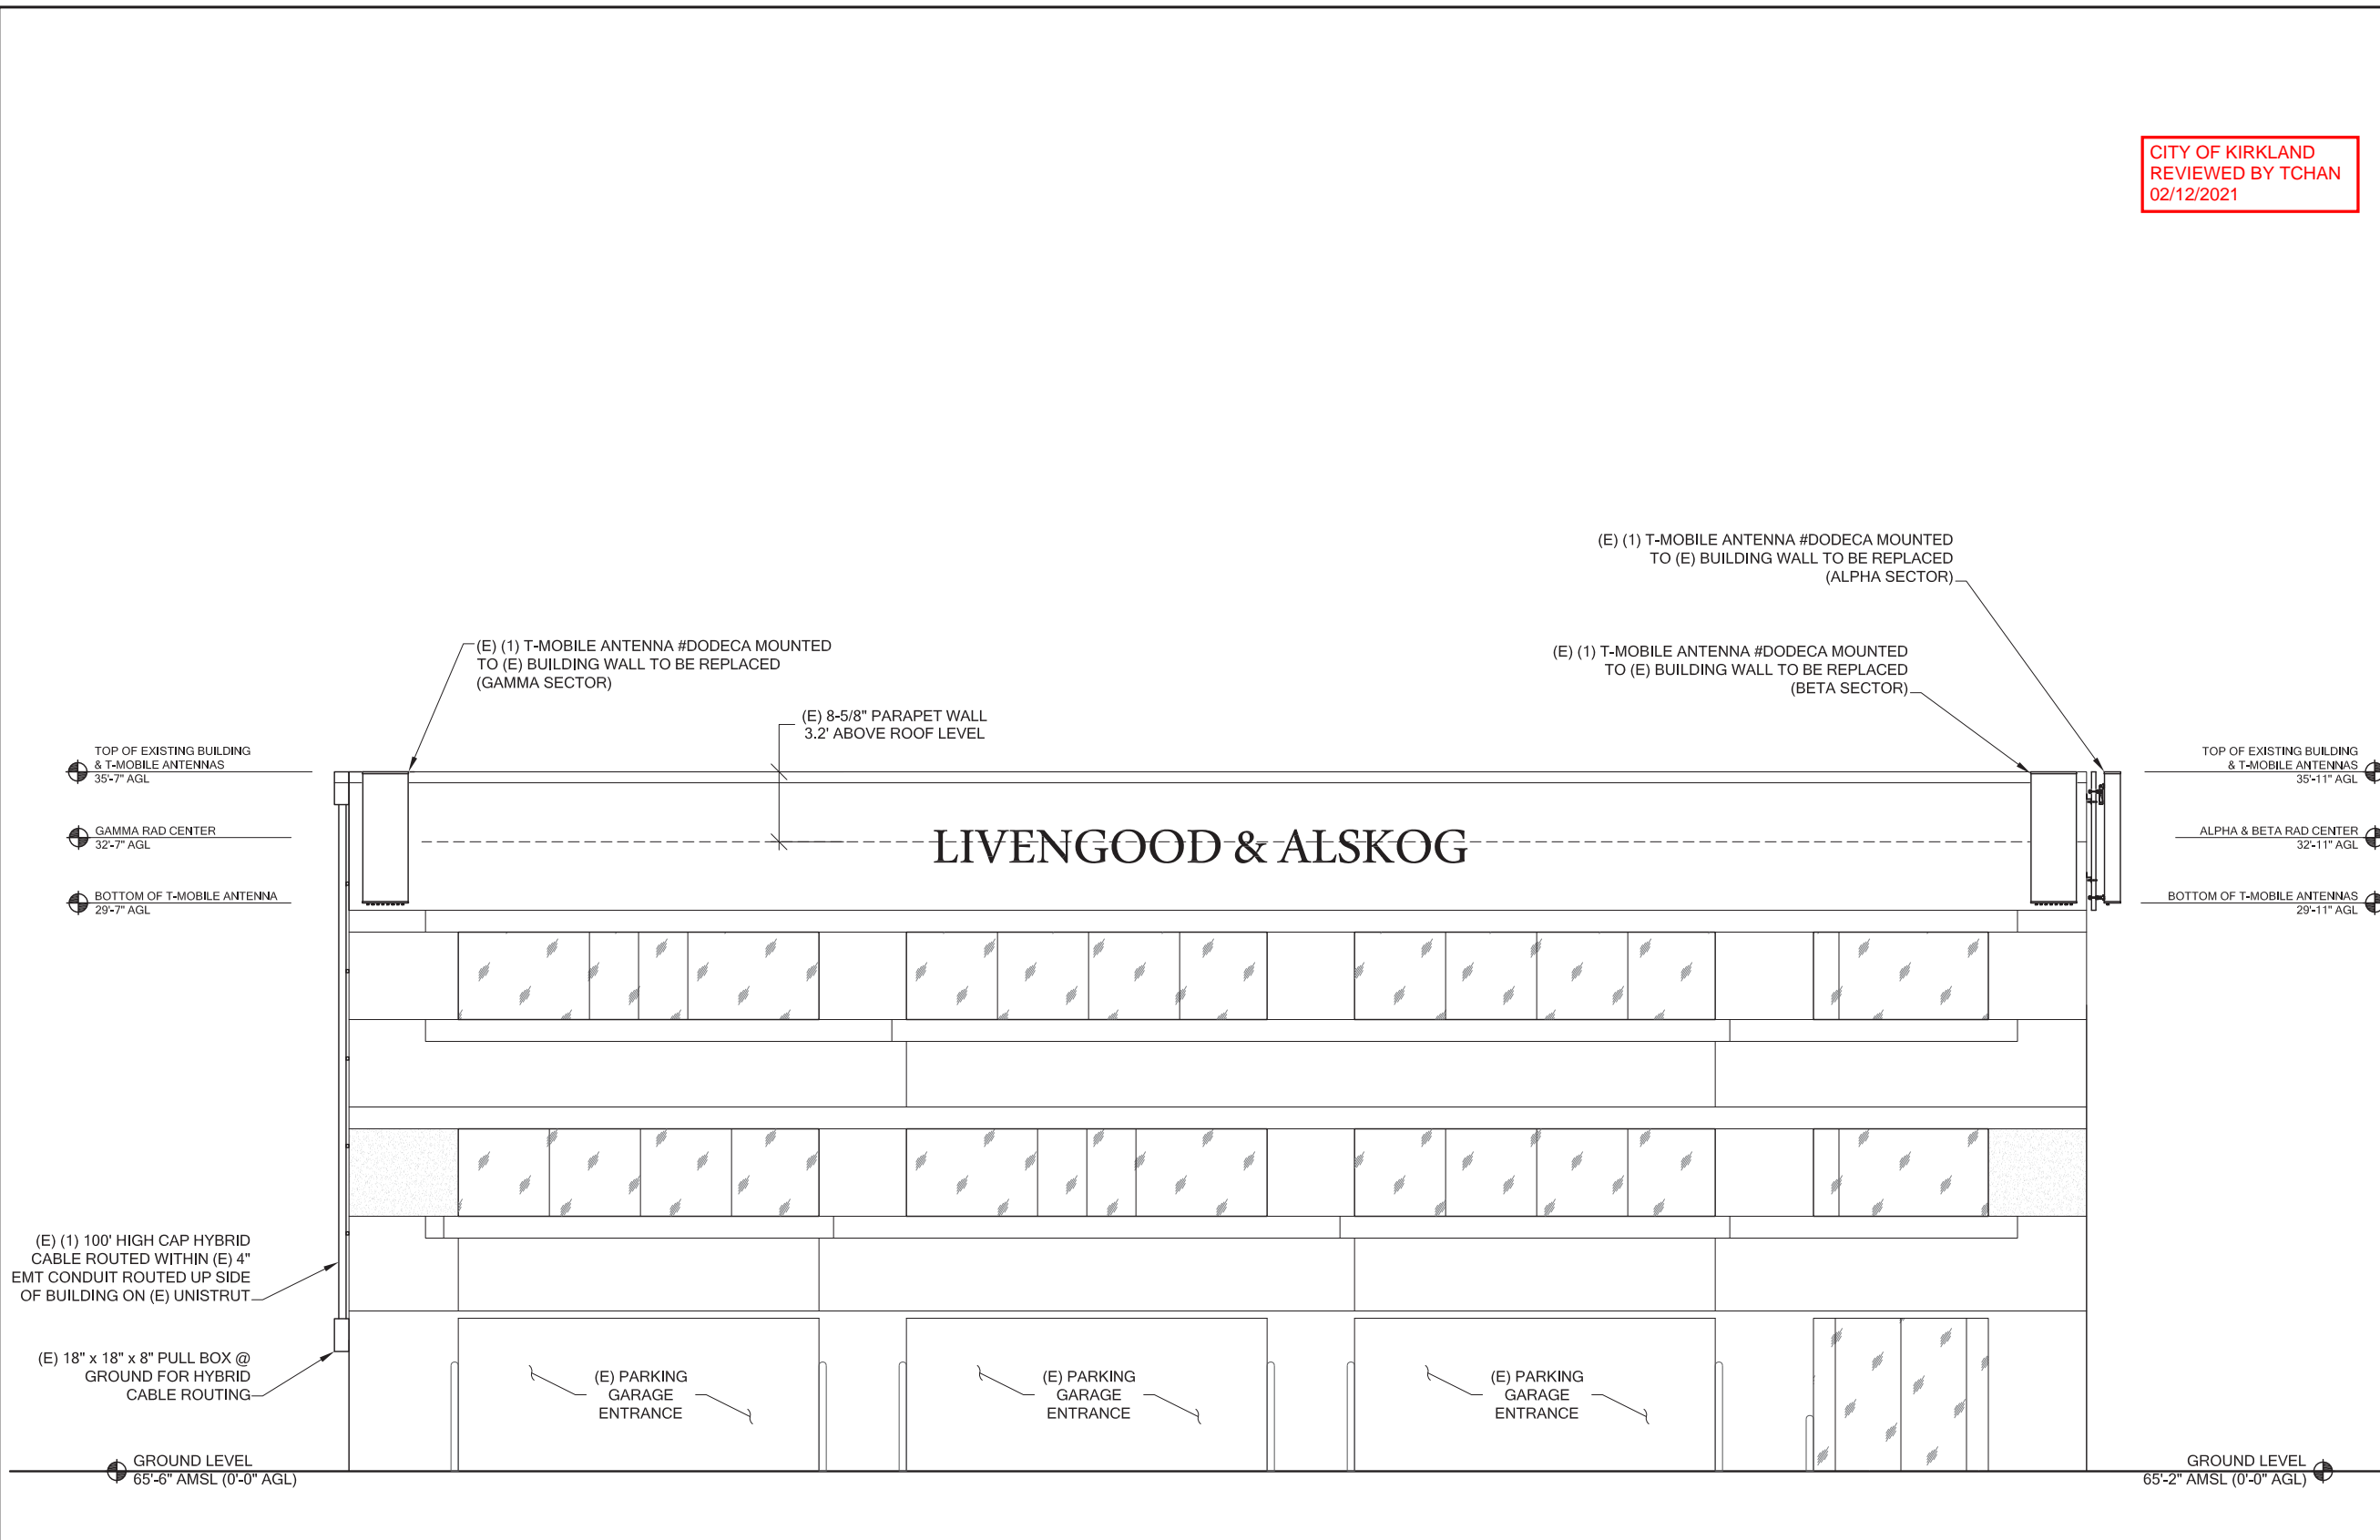 CITY OF KIRKLAND
REVIEWED BY TCHAN
02/12/2021
(E) (1) T-MOBILE ANTENNA #DODECA MOUNTED
TO (E) BUILDING WALL TO BE REPLACED
(ALPHA SECTOR)
(E) (1) T-MOBILE ANTENNA #DODECA MOUNTED
TO (E) BUILDING WALL TO BE REPLACED
(GAMMA SECTOR)
(E) (1) T-MOBILE ANTENNA #DODECA MOUNTED
TO (E) BUILDING WALL TO BE REPLACED
(BETA SECTOR)
(E) 8-5/8" PARAPET WALL
3.2' ABOVE ROOF LEVEL
TOP OF EXISTING BUILDING
& T-MOBILE ANTENNAS
35'-7" AGL
TOP OF EXISTING BUILDING
& T-MOBILE ANTENNAS
35'-11" AGL
GAMMA RAD CENTER
32'-7" AGL
LIVENGOOD & ALSKOG
ALPHA & BETA RAD CENTER
32'-11" AGL
BOTTOM OF T-MOBILE ANTENNA
29'-7" AGL
BOTTOM OF T-MOBILE ANTENNAS
29'-11" AGL
(E) (1) 100' HIGH CAP HYBRID
CABLE ROUTED WITHIN (E) 4"
EMT CONDUIT ROUTED UP SIDE
OF BUILDING ON (E) UNISTRUT
(E) 18" x 18" x 8" PULL BOX @
GROUND FOR HYBRID
CABLE ROUTING
(E) PARKING
GARAGE
ENTRANCE
(E) PARKING
GARAGE
ENTRANCE
(E) PARKING
GARAGE
ENTRANCE
GROUND LEVEL
65'-6" AMSL (0'-0" AGL)
GROUND LEVEL
65'-2" AMSL (0'-0" AGL)